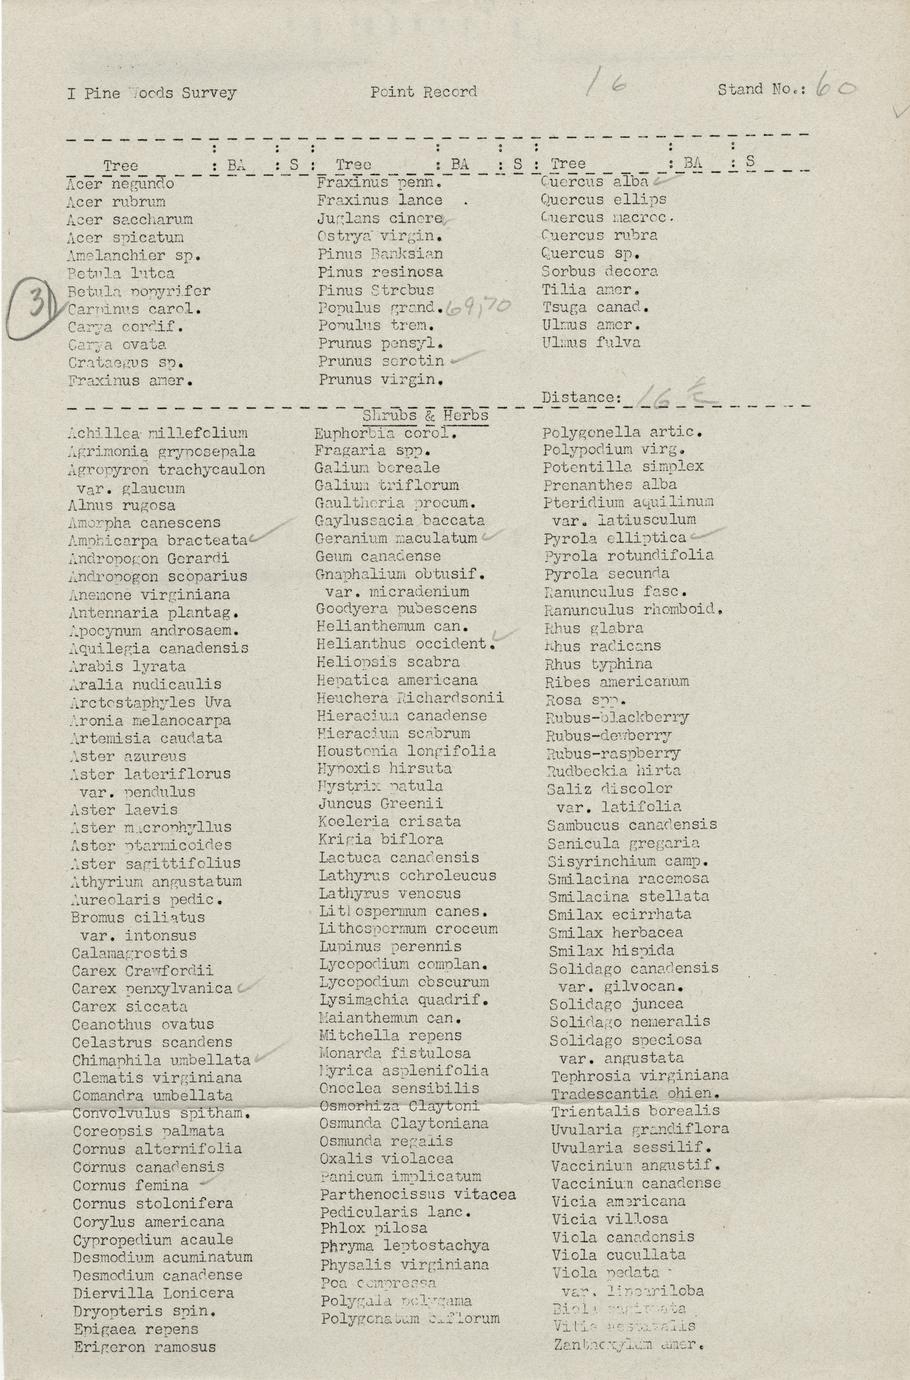 I Pine Woods Survey Point Record 16 Stand No.: 60
Tree : BA : S : Tree : BA : S : Tree : BA : S
Acer negundo
Acer rubrum
Acer saccharum
Acer spicatum
Amelanchier sp.
Betula lutea
Betula popyrifer
3 Carpinus carol.
Carya cordif.
Carya ovata
Crataegus sp.
Fraxinus amer.
Fraxinus penn.
Fraxinus lance .
Juglans cinere
Ostrya virgin.
Pinus Banksian
Pinus resinosa
Pinus Strobus
Populus grand. 69,70
Populus trem.
Prunus pensyl.
Prunus serotin ✓
Prunus virgin.
Quercus alba ✓
Quercus ellips
Quercus macroc.
Quercus rubra
Quercus sp.
Sorbus decora
Tilia amer.
Tsuga canad.
Ulmus amer.
Ulmus fulva
Distance: 16
Shrubs & Herbs
Achillea millefolium
Agrimonia gryposepala
Agropyron trachycaulon
var. glaucum
Alnus rugosa
Amorpha canescens
Amphicarpa bracteata ✓
Andropogon Gerardi
Andropogon scoparius
Anemone virginiana
Antennaria plantag.
Apocynum androsaem.
Aquilegia canadensis
Arabis lyrata
Aralia nudicaulis
Arctostaphyles Uva
Aronia melanocarpa
Artemisia caudata
Aster azureus
Aster lateriflorus
var. pendulus
Aster laevis
Aster macrophyllus
Aster ptarmicoides
Aster sagittifolius
Athyrium angustatum
Aureolaris pedic.
Bromus ciliatus
var. intonsus
Calamagrostis
Carex Crawfordii
Carex penxylvanica ✓
Carex siccata
Ceanothus ovatus
Celastrus scandens
Chimaphila umbellata ✓
Clematis virginiana
Comandra umbellata
Convolvulus spitham.
Coreopsis palmata
Cornus alternifolia
Cornus canadensis
Cornus femina ✓
Cornus stolonifera
Corylus americana
Cypropedium acaule
Desmodium acuminatum
Desmodium canadense
Diervilla Lonicera
Dryopteris spin.
Epigaea repens
Erigeron ramosus
Euphorbia corol.
Fragaria spp.
Galium boreale
Galium triflorum
Gaultheria procum.
Gaylussacia baccata
Geranium maculatum ✓
Geum canadense
Gnaphalium obtusif.
var. micradenium
Goodyera pubescens
Helianthemum can.
Helianthus occident. ✓
Heliopsis scabra
Hepatica americana
Heuchera Richardsonii
Hieracium canadense
Hieracium scabrum
Houstonia longifolia
Hypoxis hirsuta
Hystrix patula
Juncus Greenii
Koeleria crisata
Krigia biflora
Lactuca canadensis
Lathyrus ochroleucus
Lathyrus venosus
Lithospermum canes.
Lithospermum croceum
Lupinus perennis
Lycopodium complan.
Lycopodium obscurum
Lysimachia quadrif.
Maianthemum can.
Mitchella repens
Monarda fistulosa
Myrica asplenifolia
Onoclea sensibilis
Osmorhiza Claytoni
Osmunda Claytoniana
Osmunda regalis
Oxalis violacea
Panicum implicatum
Parthenocissus vitacea
Pedicularis lanc.
Phlox pilosa
Phryma leptostachya
Physalis virginiana
Poa compressa
Polygala polygama
Polygonatum biflorum
Polygonella artic.
Polypodium virg.
Potentilla simplex
Prenanthes alba
Pteridium aquilinum
var. latiusculum
Pyrola elliptica ✓
Pyrola rotundifolia
Pyrola secunda
Ranunculus fasc.
Ranunculus rhomboid.
Rhus glabra
Rhus radicans
Rhus typhina
Ribes americanum
Rosa spp.
Rubus-blackberry
Rubus-dewberry
Rubus-raspberry
Rudbeckia hirta
Saliz discolor
var. latifolia
Sambucus canadensis
Sanicula gregaria
Sisyrinchium camp.
Smilacina racemosa
Smilacina stellata
Smilax ecirrhata
Smilax herbacea
Smilax hispida
Solidago canadensis
var. gilvocan.
Solidago juncea
Solidago nemeralis
Solidago speciosa
var. angustata
Tephrosia virginiana
Tradescantia ohien.
Trientalis borealis
Uvularia grandiflora
Uvularia sessilif.
Vaccinium angustif.
Vaccinium canadense
Vicia americana
Vicia villosa
Viola canadensis
Viola cucullata
Viola pedata
var. lineariloba
Biola sagittata
Vitis aestivalis
Zanthoxylum amer.